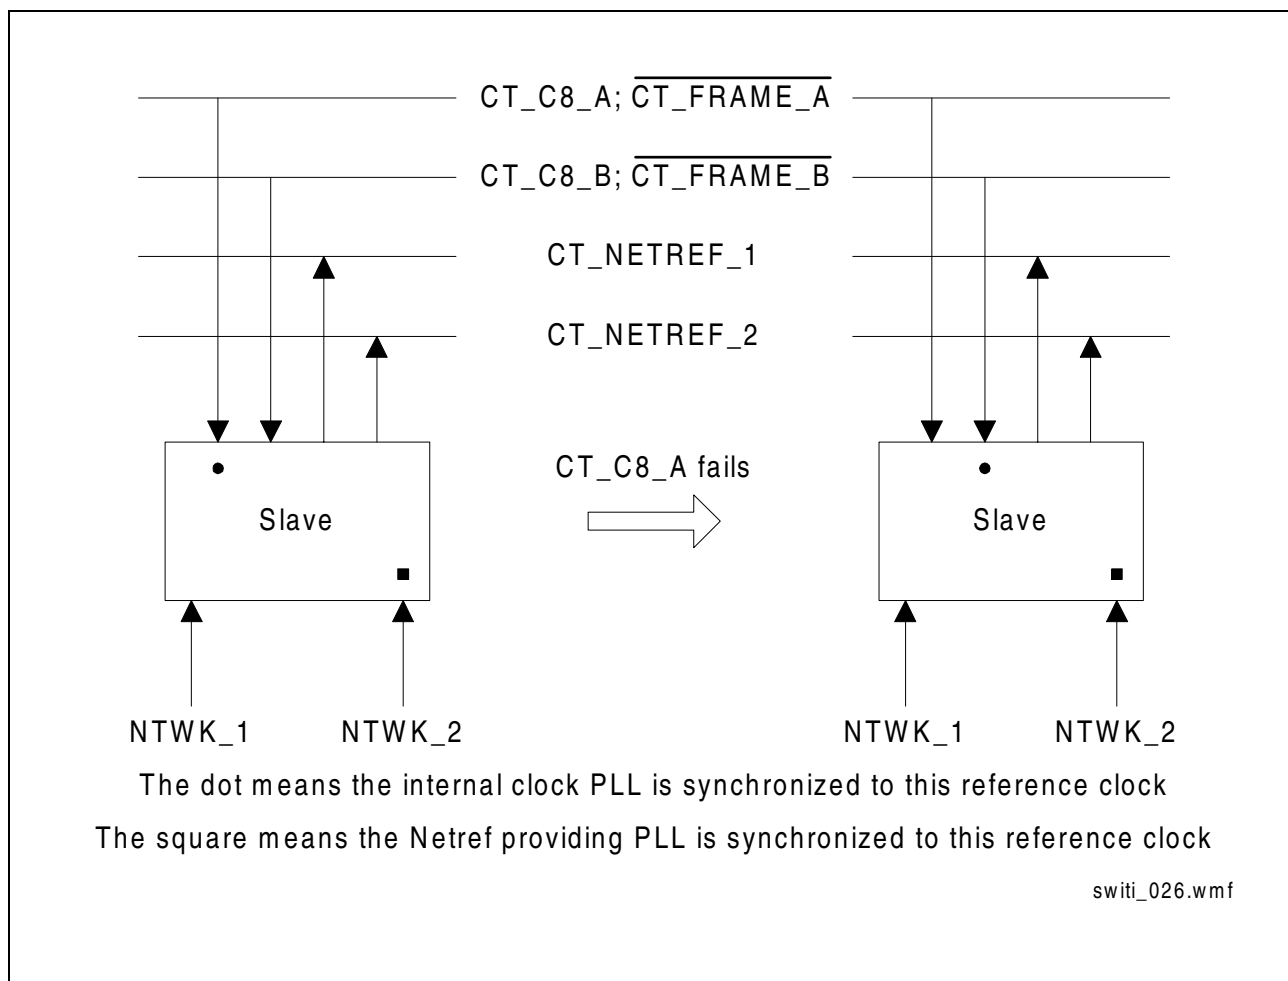 CT_C8_A; CT_FRAME_A
CT_C8_B; CT_FRAME_B
CT_NETREF_1
CT_NETREF_2
CT_C8_A fails
Slave
Slave
NTWK_1
NTWK_2
NTWK_1
NTWK_2
The dot means the internal clock PLL is synchronized to this reference clock
The square means the Netref providing PLL is synchronized to this reference clock
switi_026.wmf